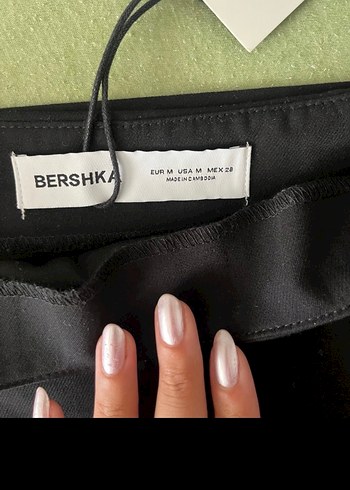 BERSHKA
EUR M USA M MEX 28
MADE IN CAMBODIA